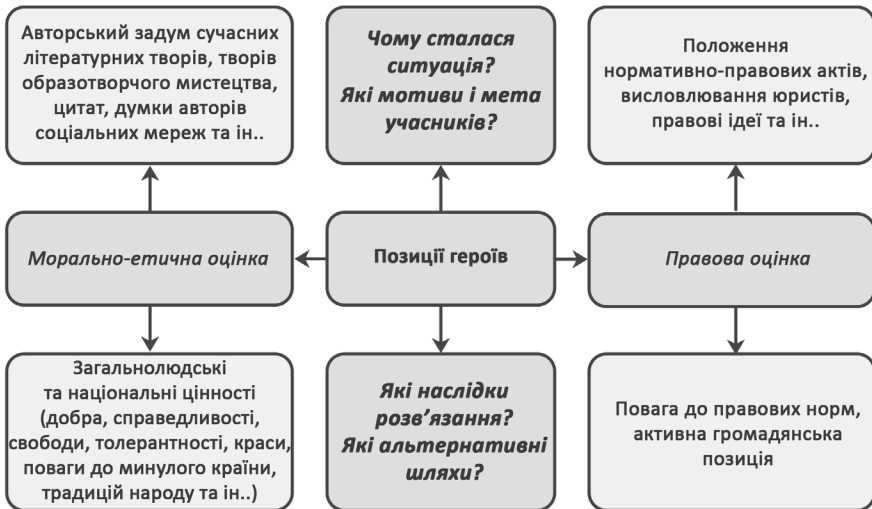 Авторський задум сучасних
літературних творів, творів
образотворчого мистецтва,
цитат, думки авторів
соціальних мереж та ін..
Чому сталася
ситуація?
Які мотиви і мета
учасників?
Положення
нормативно-правових актів,
висловлювання юристів,
правові ідеї та ін..
Морально-етична оцінка
Позиції героїв
Правова оцінка
Загальнолюдські
та національні цінності
(добра, справедливості,
свободи, толерантності, краси,
поваги до минулого країни,
традицій народу та ін..)
Які наслідки
розв’язання?
Які альтернативні
шляхи?
Повага до правових норм,
активна громадянська
позиція